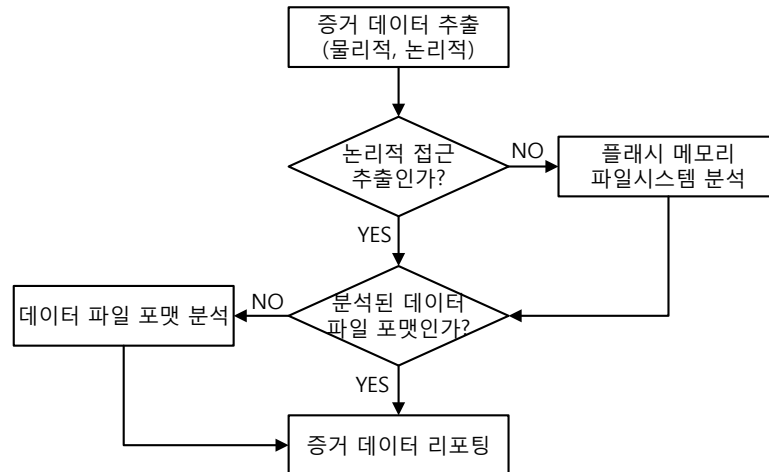 증거 데이터 추출
(물리적, 논리적)
논리적 접근
추출인가?
NO
플래시 메모리
파일시스템 분석
YES
분석된 데이터
파일 포맷인가?
NO
데이터 파일 포맷 분석
YES
증거 데이터 리포팅